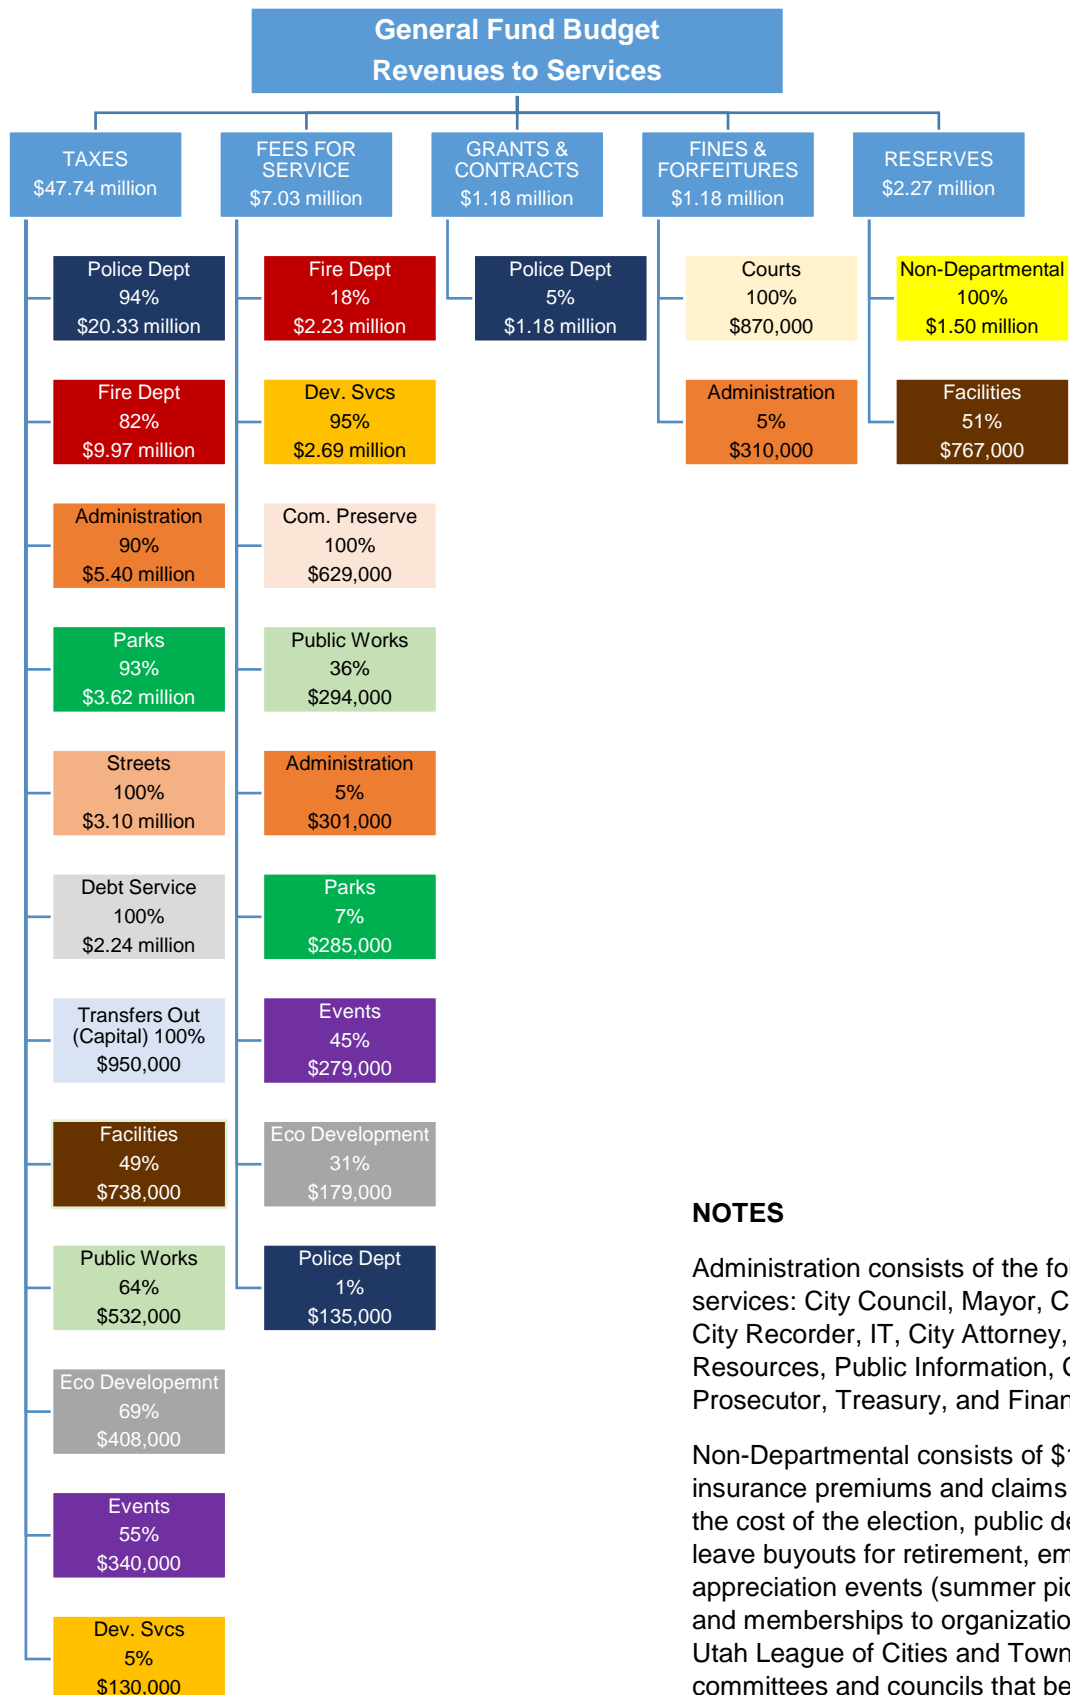 General Fund Budget
Revenues to Services
TAXES
$47.74 million
FEES FOR
SERVICE
$7.03 million
GRANTS &
CONTRACTS
$1.18 million
FINES &
FORFEITURES
$1.18 million
RESERVES
$2.27 million
Police Dept
94%
$20.33 million
Fire Dept
82%
$9.97 million
Administration
90%
$5.40 million
Parks
93%
$3.62 million
Streets
100%
$3.10 million
Debt Service
100%
$2.24 million
Transfers Out
(Capital) 100%
$950,000
Facilities
49%
$738,000
Public Works
64%
$532,000
Eco Developemnt
69%
$408,000
Events
55%
$340,000
Dev. Svcs
5%
$130,000
Fire Dept
18%
$2.23 million
Dev. Svcs
95%
$2.69 million
Com. Preserve
100%
$629,000
Public Works
36%
$294,000
Administration
5%
$301,000
Parks
7%
$285,000
Events
45%
$279,000
Eco Development
31%
$179,000
Police Dept
1%
$135,000
Police Dept
5%
$1.18 million
Courts
100%
$870,000
Administration
5%
$310,000
Non-Departmental
100%
$1.50 million
Facilities
51%
$767,000
NOTES
Administration consists of the fol
services: City Council, Mayor, C
City Recorder, IT, City Attorney,
Resources, Public Information, C
Prosecutor, Treasury, and Finan
Non-Departmental consists of $1
insurance premiums and claims
the cost of the election, public de
leave buyouts for retirement, em
appreciation events (summer pic
and memberships to organizatio
Utah League of Cities and Town
committees and councils that be